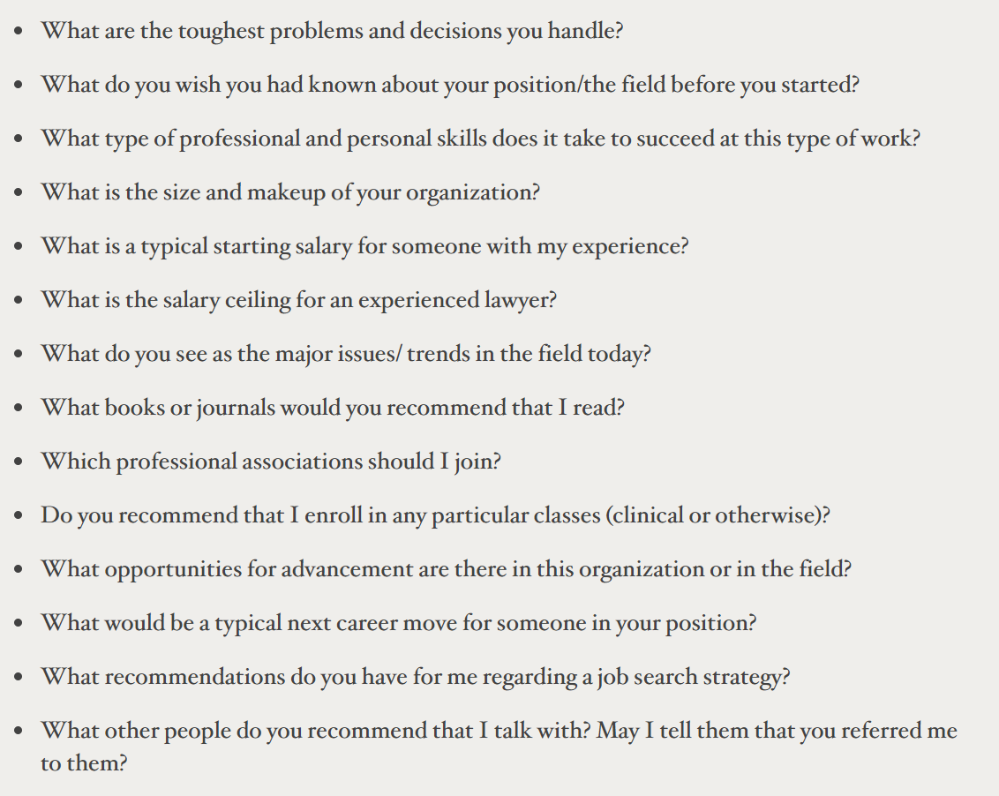 • What are the toughest problems and decisions you handle?
• What do you wish you had known about your position/the field before you started?
• What type of professional and personal skills does it take to succeed at this type of work?
• What is the size and makeup of your organization?
• What is a typical starting salary for someone with my experience?
• What is the salary ceiling for an experienced lawyer?
• What do you see as the major issues/ trends in the field today?
• What books or journals would you recommend that I read?
• Which professional associations should I join?
• Do you recommend that I enroll in any particular classes (clinical or otherwise)?
• What opportunities for advancement are there in this organization or in the field?
• What would be a typical next career move for someone in your position?
• What recommendations do you have for me regarding a job search strategy?
• What other people do you recommend that I talk with? May I tell them that you referred me
to them?